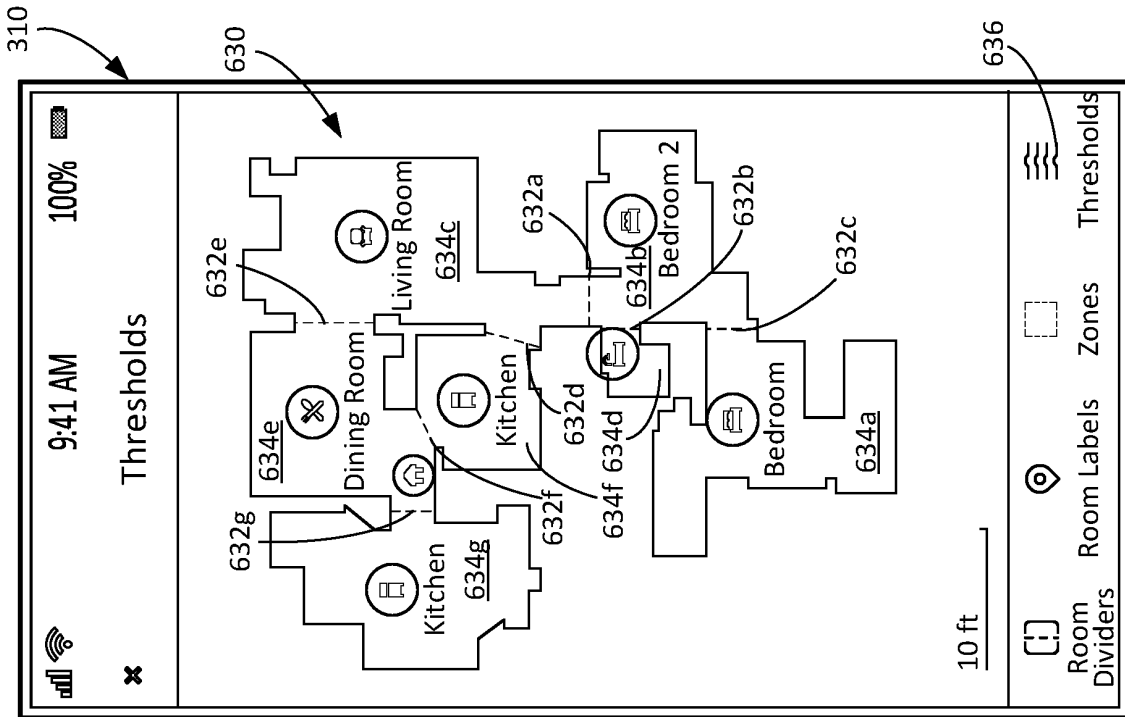 310
9:41 AM
100%
Thresholds
630
632e
Living Room
634c
634e
Dining Room
632a
632g
Kitchen
634g
Kitchen
632d
634b
Bedroom 2
632b
632f
634f
634d
632c
Bedroom
634a
10 ft
Room
Dividers
Room Labels
Zones
Thresholds
636